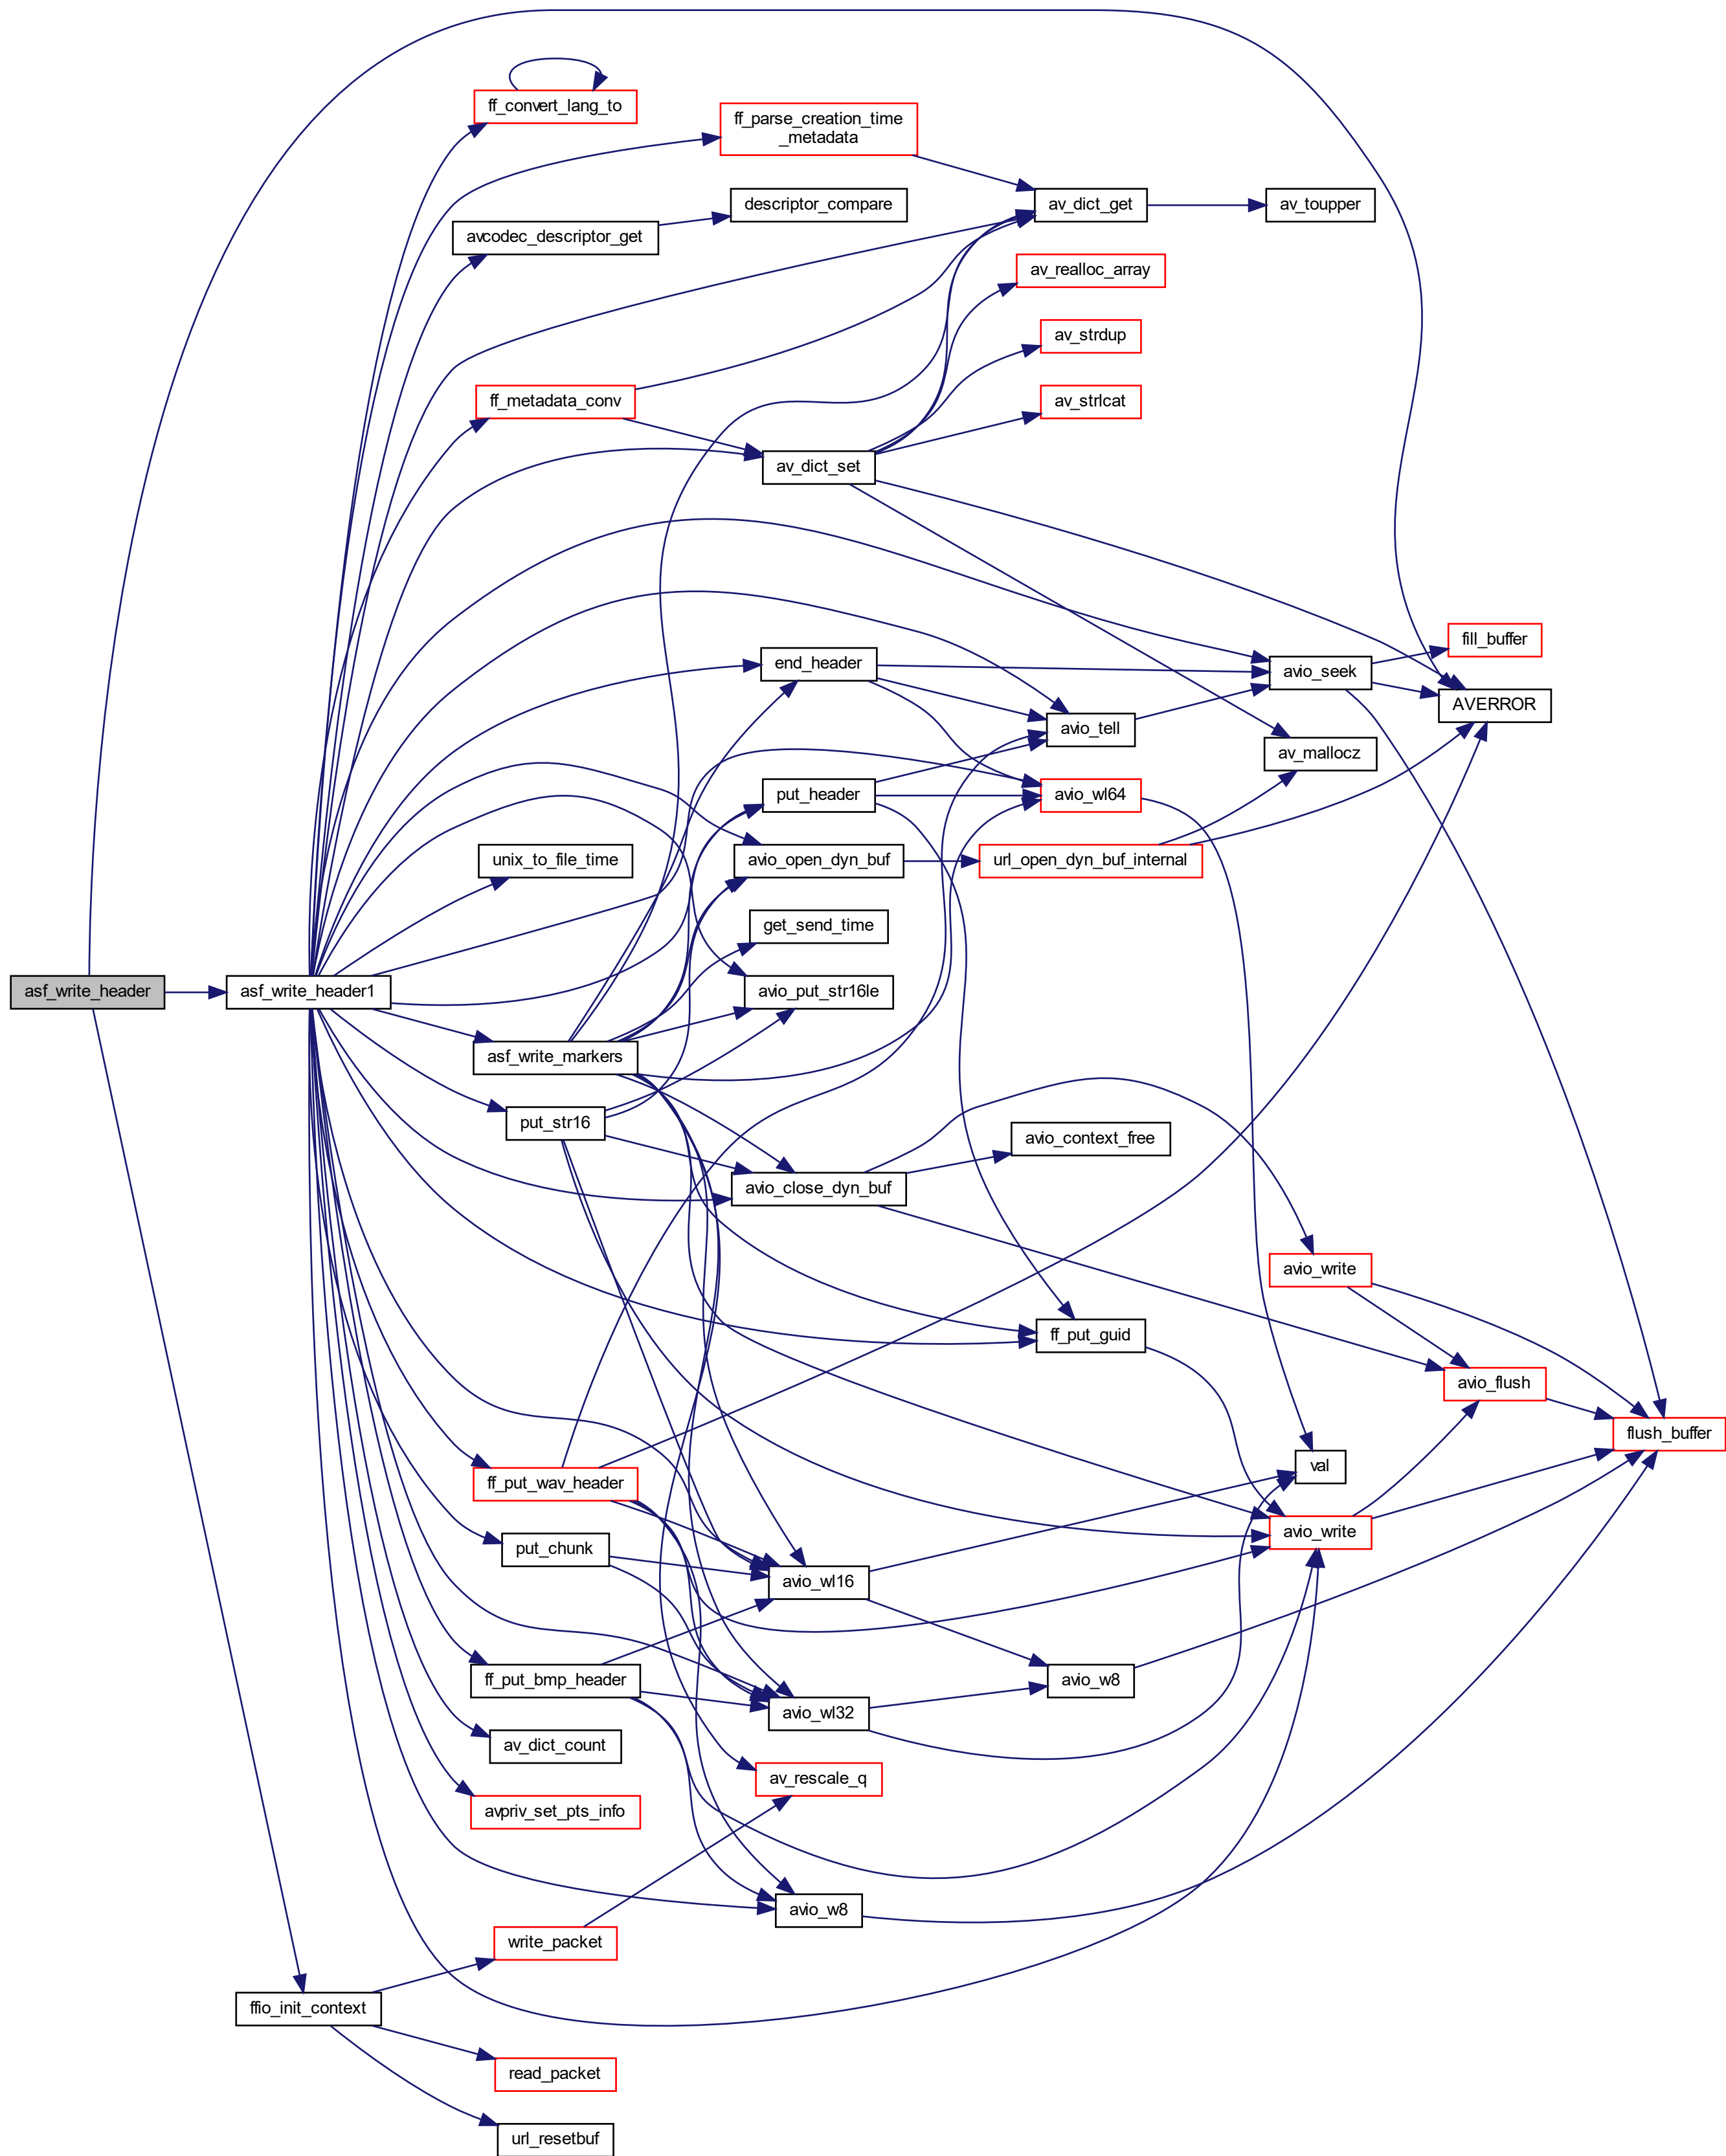 ff_convert_lang_to
ff_parse_creation_time
_metadata
descriptor_compare
av_dict_get
av_toupper
avcodec_descriptor_get
av_realloc_array
av_strdup
ff_metadata_conv
av_strlcat
av_dict_set
fill_buffer
end_header
avio_seek
AVERROR
avio_tell
av_mallocz
put_header
avio_wl64
unix_to_file_time
avio_open_dyn_buf
url_open_dyn_buf_internal
get_send_time
asf_write_header
asf_write_header1
avio_put_str16le
asf_write_markers
put_str16
avio_context_free
avio_close_dyn_buf
avio_write
ff_put_guid
avio_flush
flush_buffer
val
ff_put_wav_header
avio_write
put_chunk
avio_wl16
ff_put_bmp_header
avio_w8
avio_wl32
av_dict_count
av_rescale_q
avpriv_set_pts_info
avio_w8
write_packet
ffio_init_context
read_packet
url_resetbuf